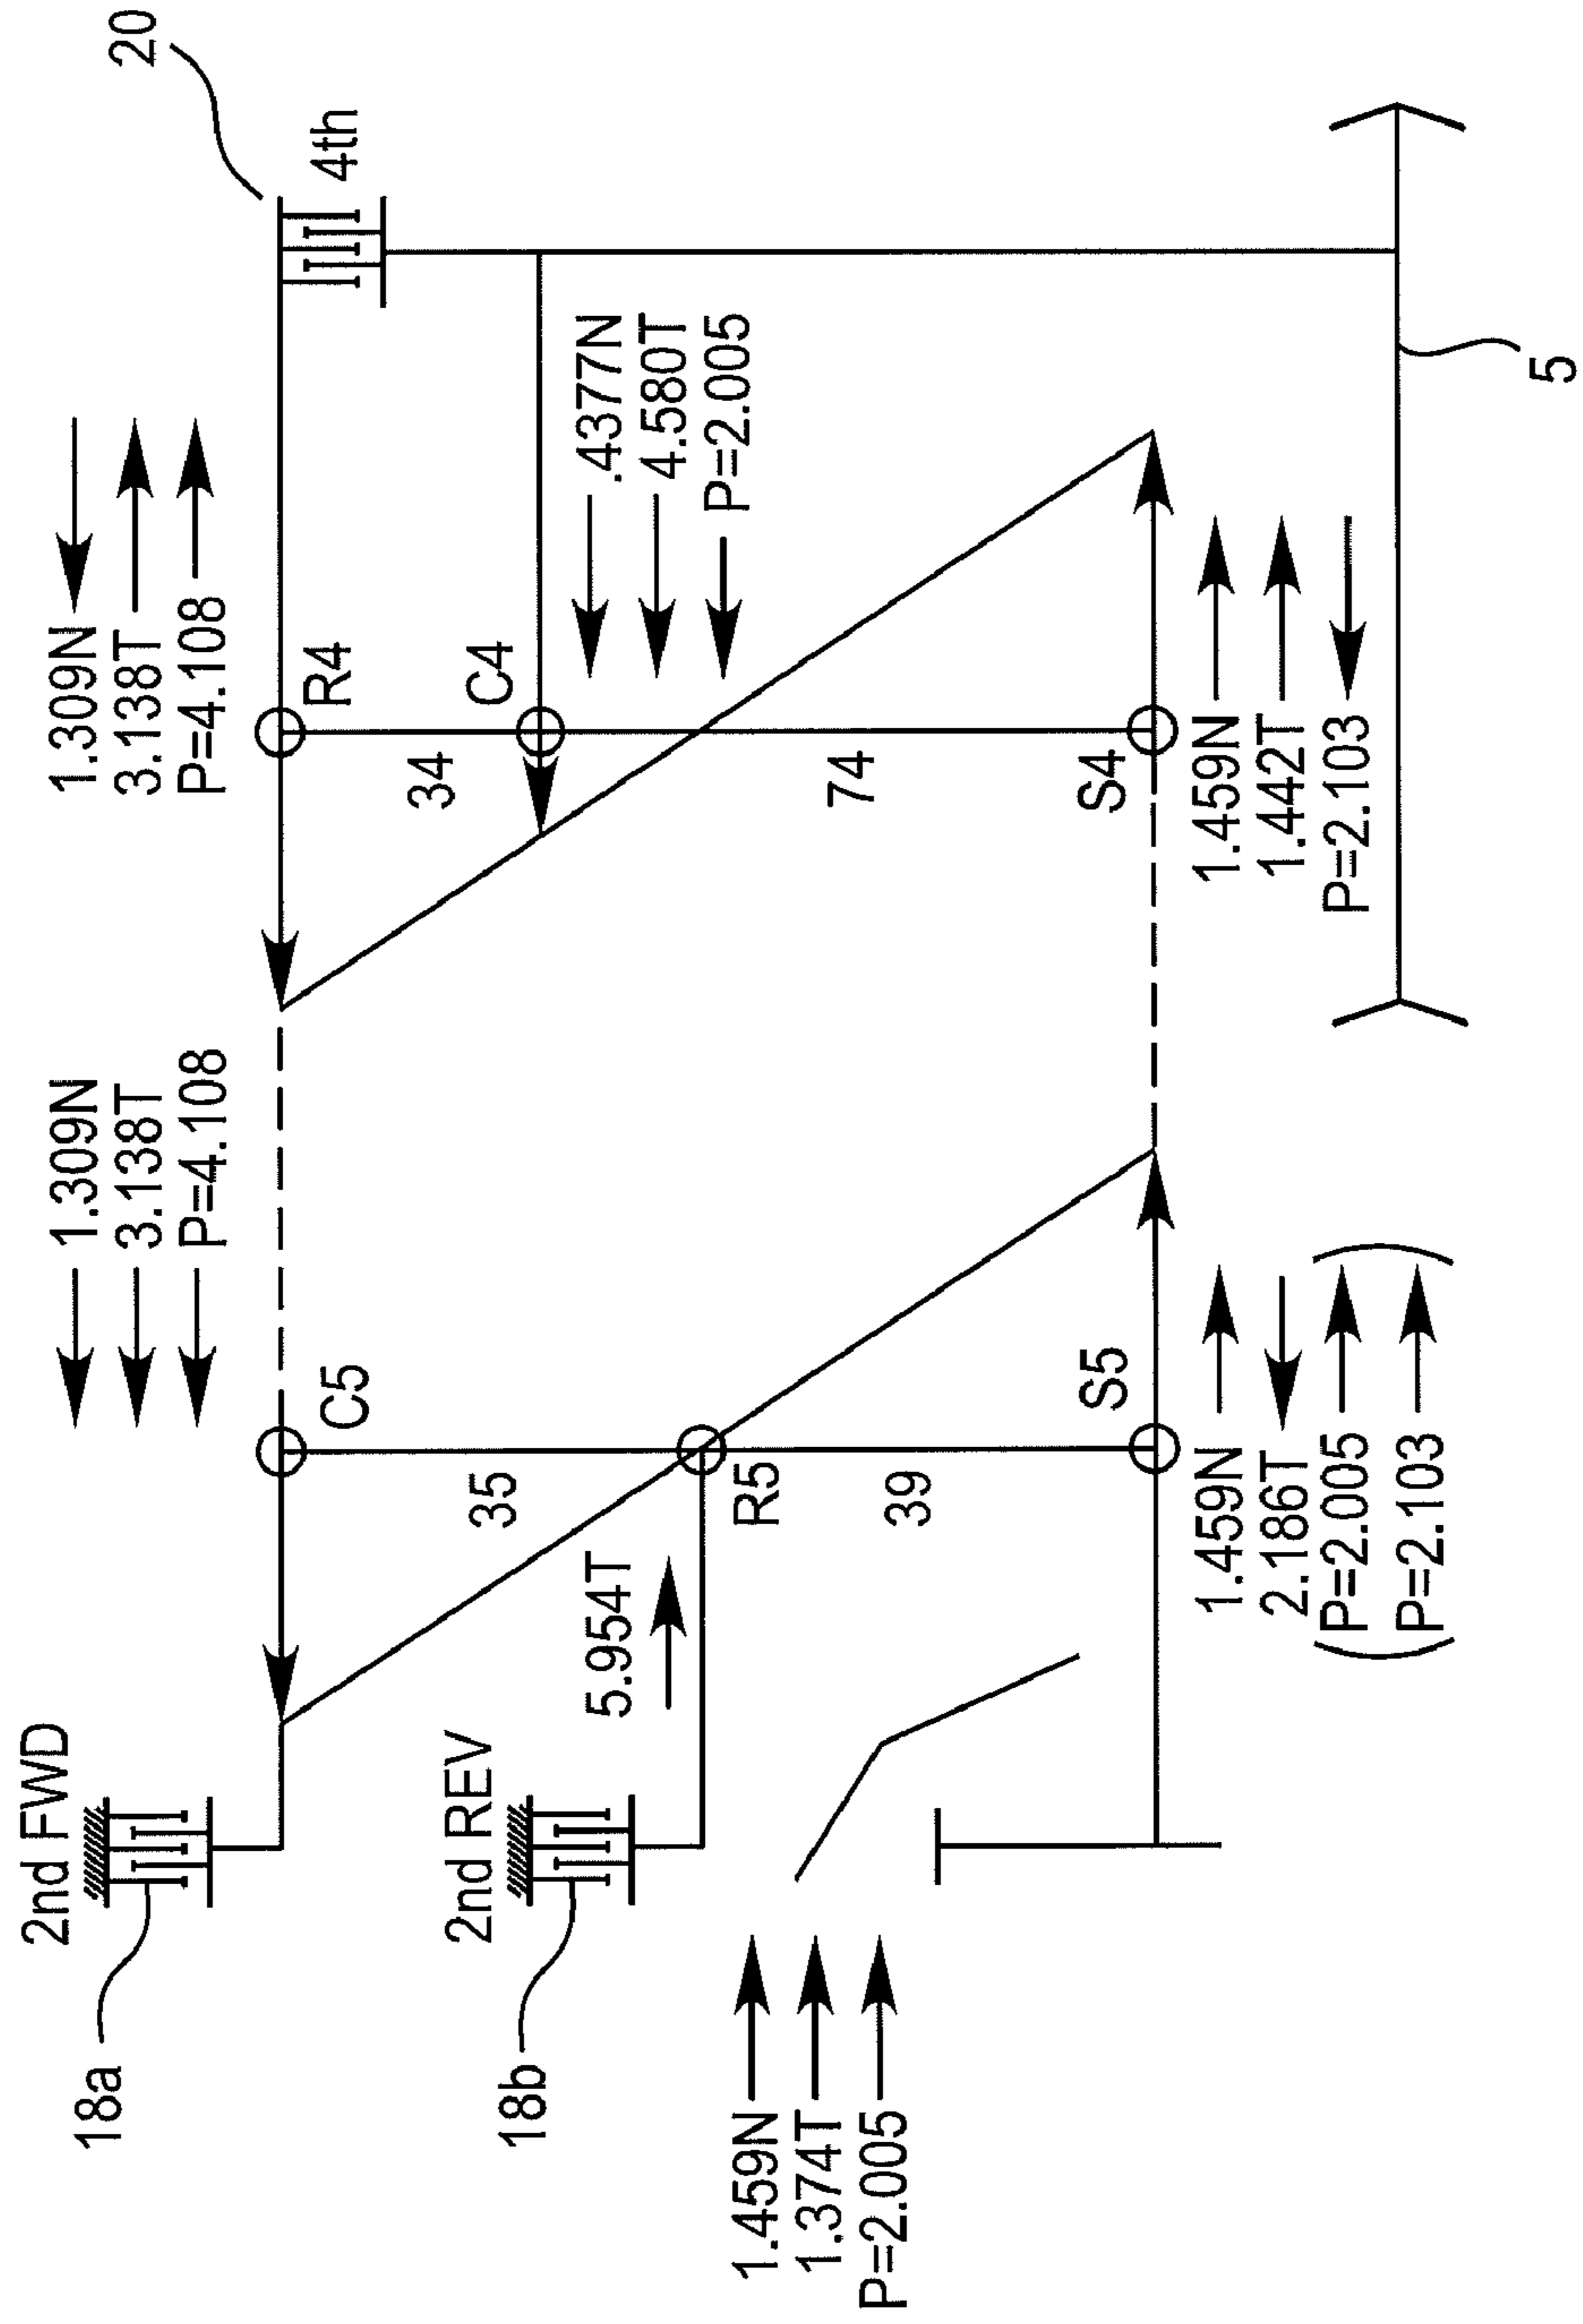 2nd FWD
18a
1.309N
3.138T
P=4.108
1.309N
3.138T
P=4.108
20
4th
C5
R4
34
C4
2nd REV
18b
35
5.954T
R5
.4377N
4.580T
P=2.005
1.459N
1.374T
P=2.005
39
74
S5
S4
1.459N
2.186T
(P=2.005
P=2.103)
1.459N
1.442T
P=2.103
5